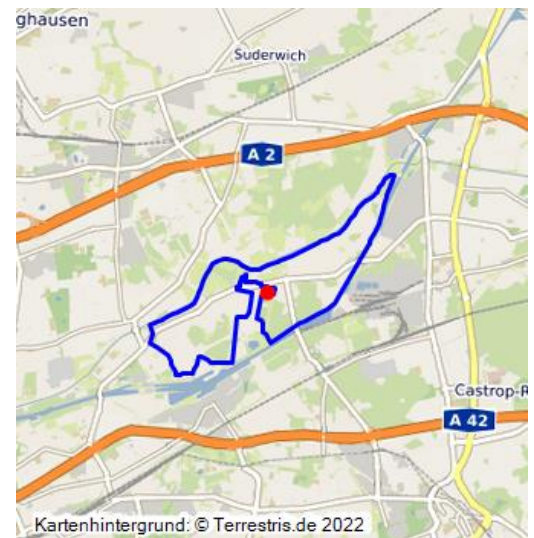 ghausen
Suderwich
A 2
Castrop-R
A 42
Kartenhintergrund: © Terrestris.de 2022